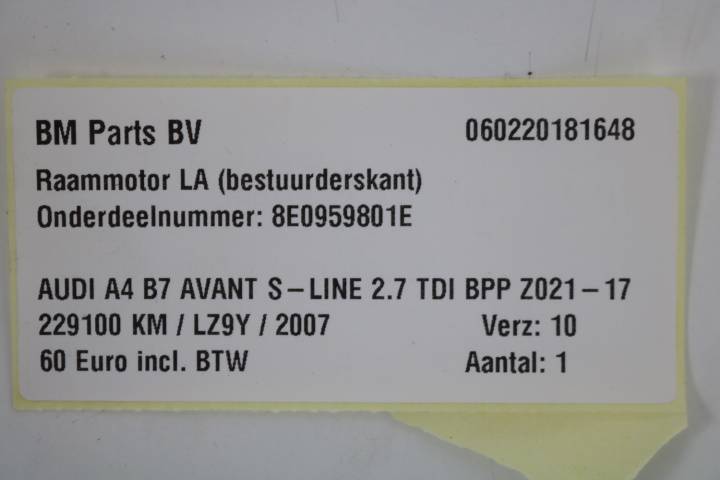 BM Parts BV 060220181648
Raammotor LA (bestuurderskant)
Onderdeelnummer: 8E0959801E
AUDI A4 B7 AVANT S-LINE 2.7 TDI BPP Z021-17
229100 KM / LZ9Y / 2007 Verz: 10
60 Euro incl. BTW Aantal: 1